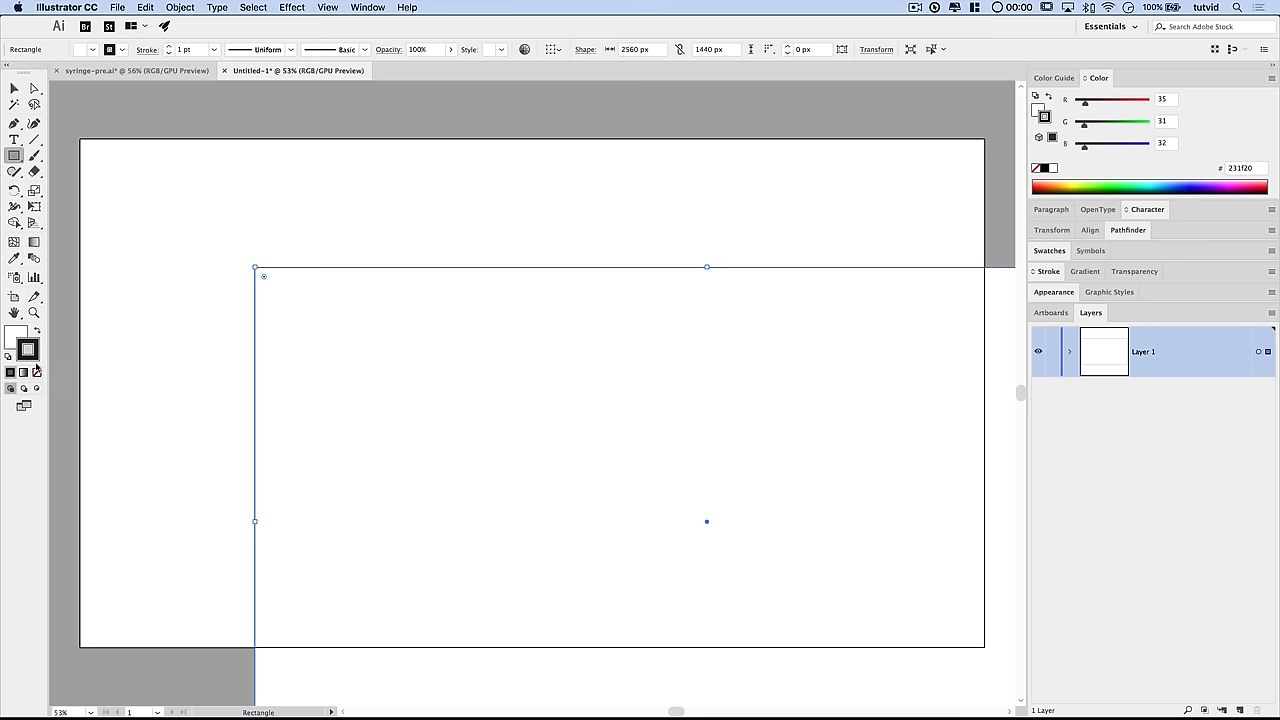 Illustrator CC File Edit Object Type Select Effect View Window Help 00:00 100% tutvid
Ai Br St Essentials Search Adobe Stock
Rectangle Stroke: 1 pt Uniform Basic Opacity: 100% Style: Shape: 2560 px 1440 px 0 px Transform
syringe-pre.ai* @ 56% (RGB/GPU Preview) Untitled-1* @ 53% (RGB/GPU Preview)
Color Guide Color
R 35
G 31
B 32
# 231f20
Paragraph OpenType Character
Transform Align Pathfinder
Swatches Symbols
Stroke Gradient Transparency
Appearance Graphic Styles
Artboards Layers
Layer 1
53% 1 Rectangle 1 Layer